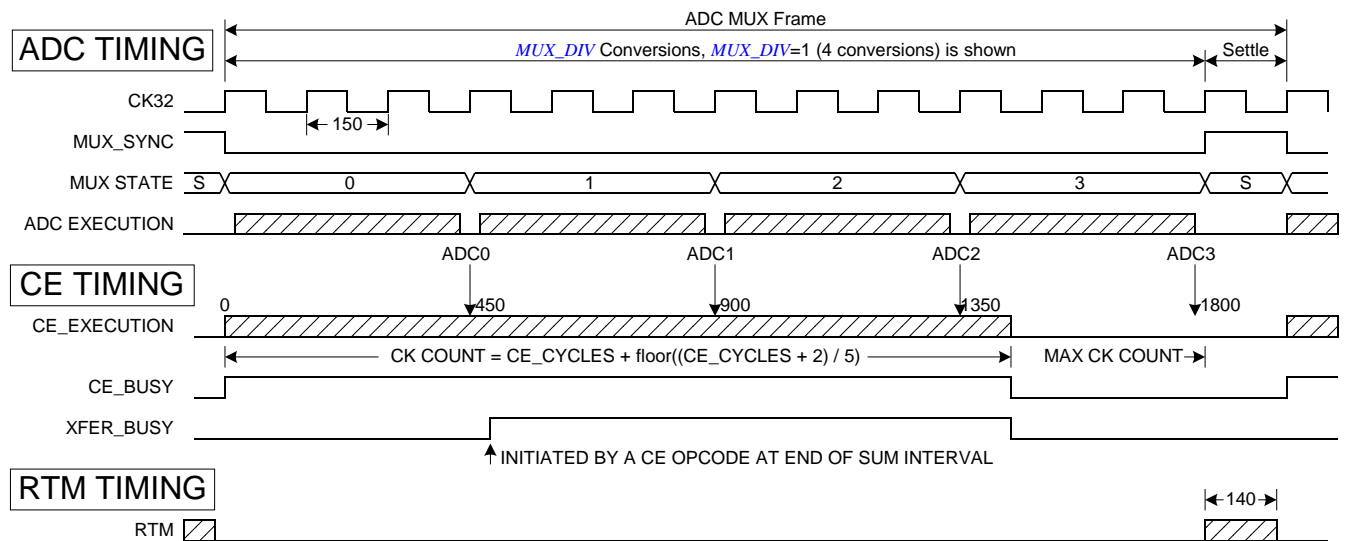 ADC MUX Frame
ADC TIMING
MUX_DIV Conversions, MUX_DIV=1 (4 conversions) is shown
Settle
CK32
150
MUX_SYNC
MUX STATE S 0 1 2 3 S
ADC EXECUTION
ADC0 ADC1 ADC2 ADC3
CE TIMING
0 450 900 1350 1800
CE_EXECUTION
CK COUNT = CE_CYCLES + floor((CE_CYCLES + 2) / 5)
MAX CK COUNT
CE_BUSY
XFER_BUSY
INITIATED BY A CE OPCODE AT END OF SUM INTERVAL
RTM TIMING
140
RTM